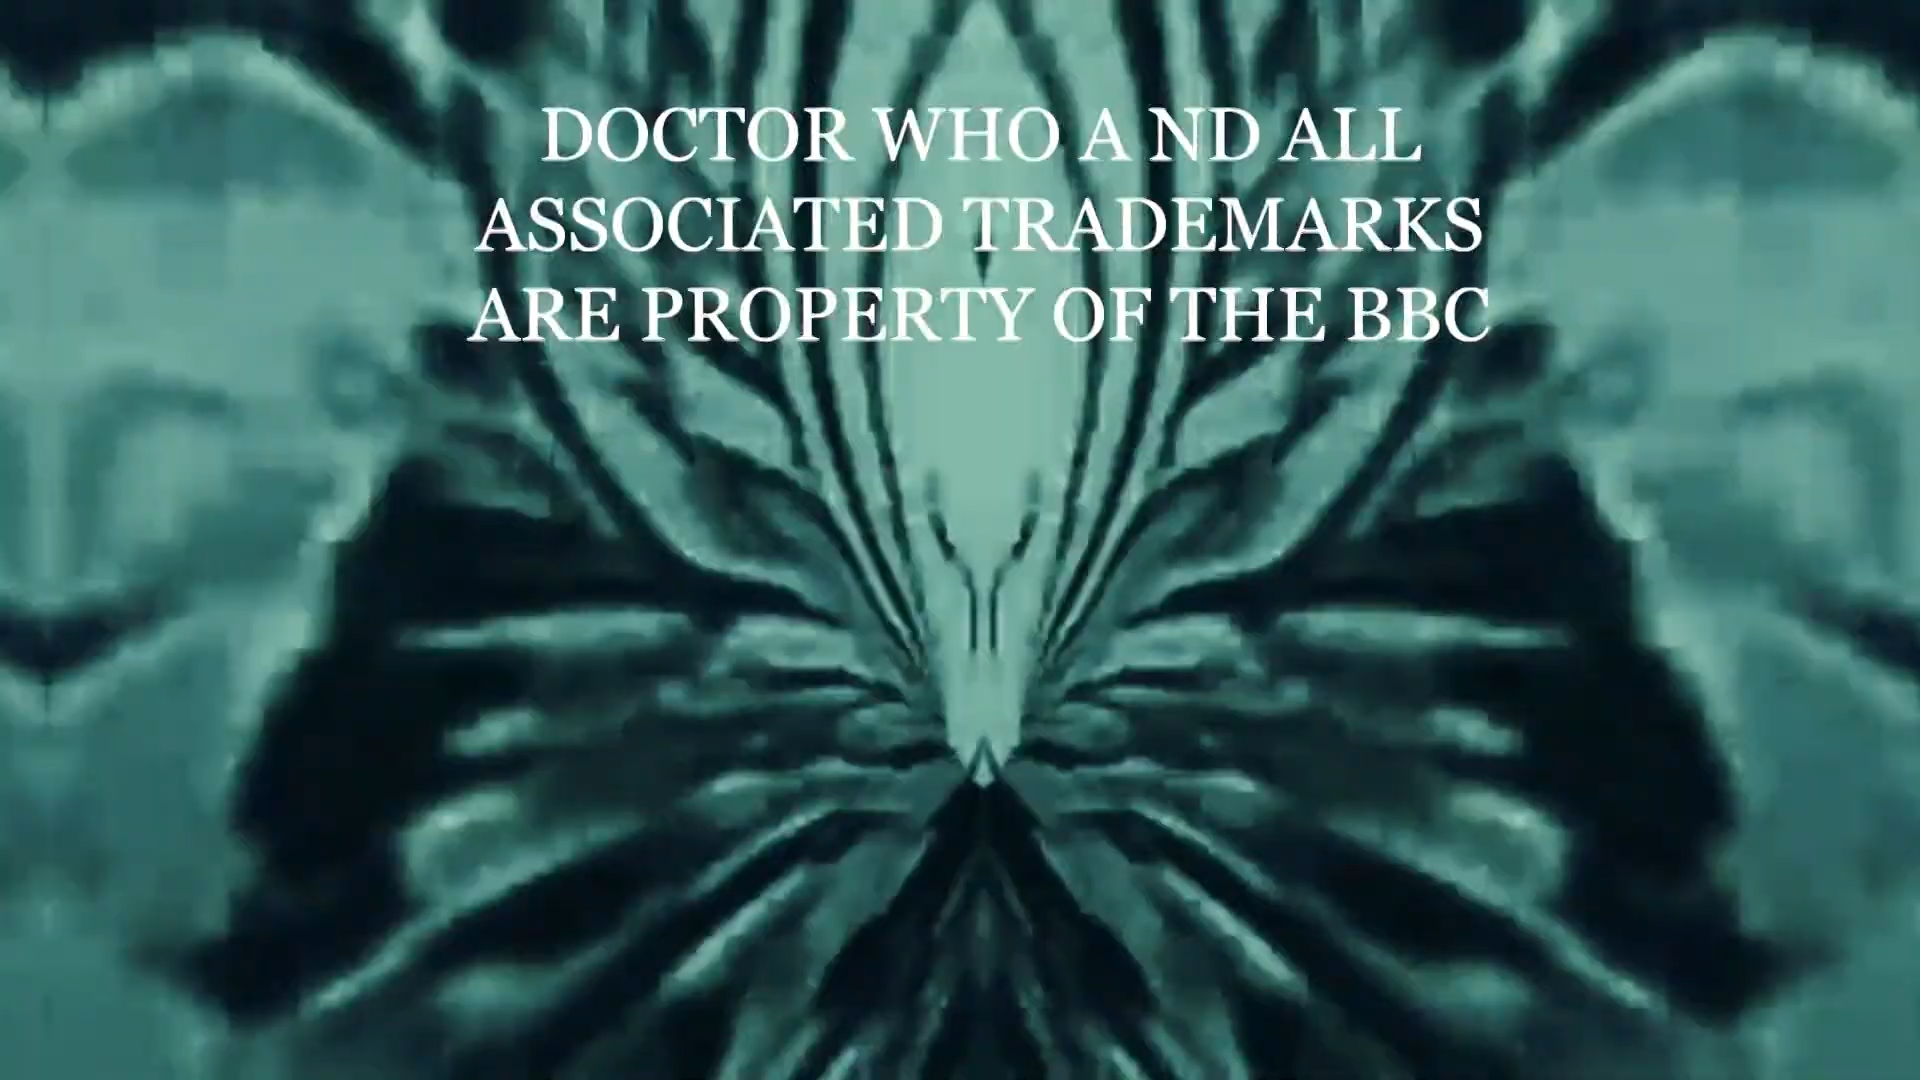 DOCTOR WHO A ND ALL
ASSOCIATED TRADEMARKS
ARE PROPERTY OF THE BBC